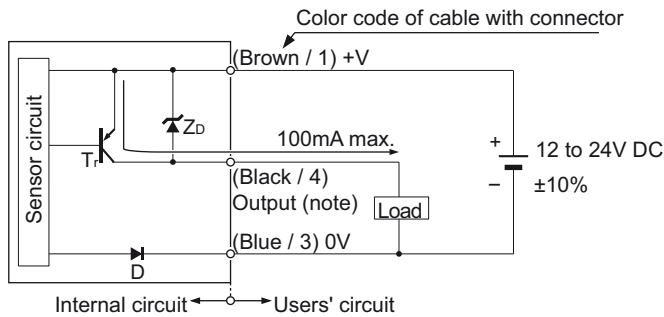 Color code of cable with connector
(Brown / 1) +V
Sensor circuit
Tr
ZD
100mA max.
(Black / 4)
Output (note)
Load
+
12 to 24V DC
−
±10%
(Blue / 3) 0V
D
Internal circuit
Users' circuit